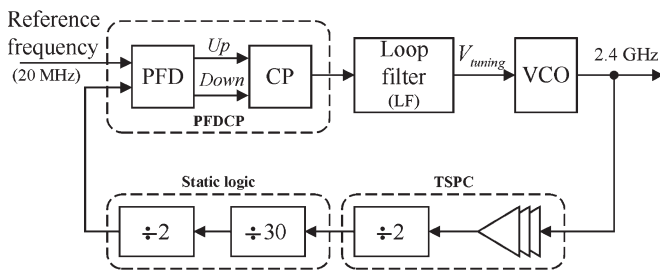 Reference
frequency
(20 MHz)
PFD
Up
Down
CP
PFDCP
Loop
filter
(LF)
Vtuning
VCO
2.4 GHz
Static logic
÷2
÷30
TSPC
÷2